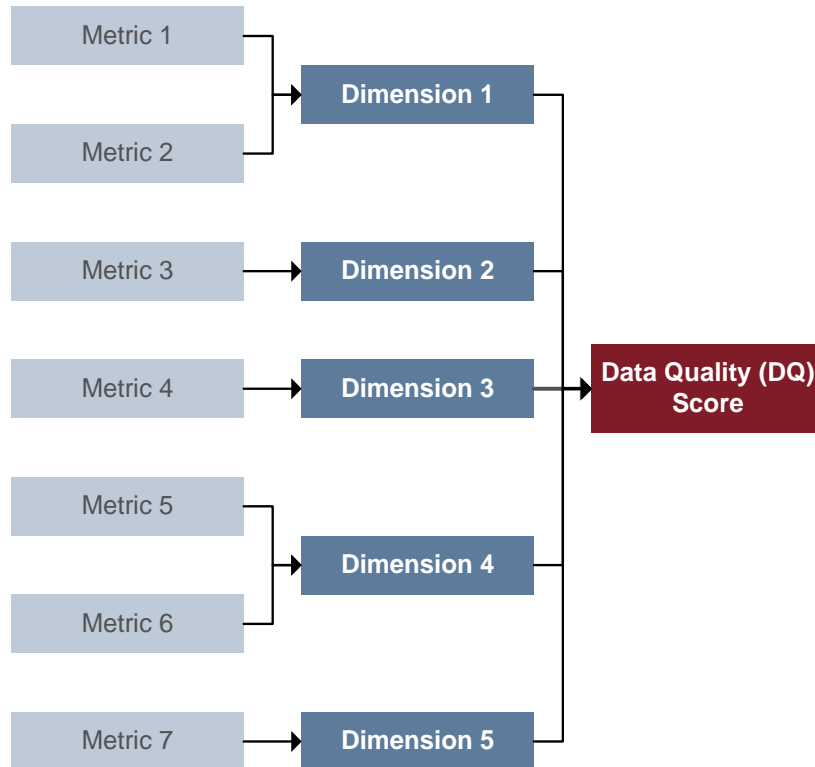 Metric 1
Dimension 1
Metric 2
Metric 3
Dimension 2
Metric 4
Dimension 3
Data Quality (DQ)
Score
Metric 5
Dimension 4
Metric 6
Metric 7
Dimension 5